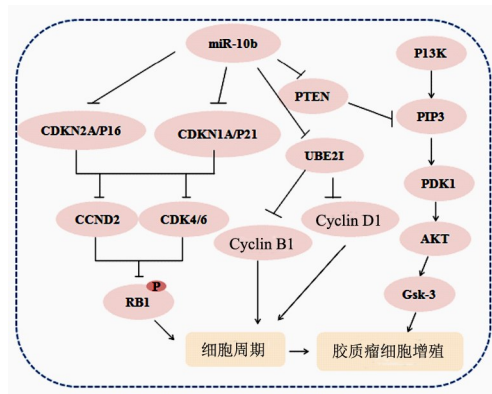 miR-10b
P13K
PTEN
CDKN2A/P16
CDKN1A/P21
PIP3
UBE2I
PDK1
CCND2
CDK4/6
Cyclin D1
Cyclin B1
AKT
P
RB1
Gsk-3
细胞周期
胶质瘤细胞增殖